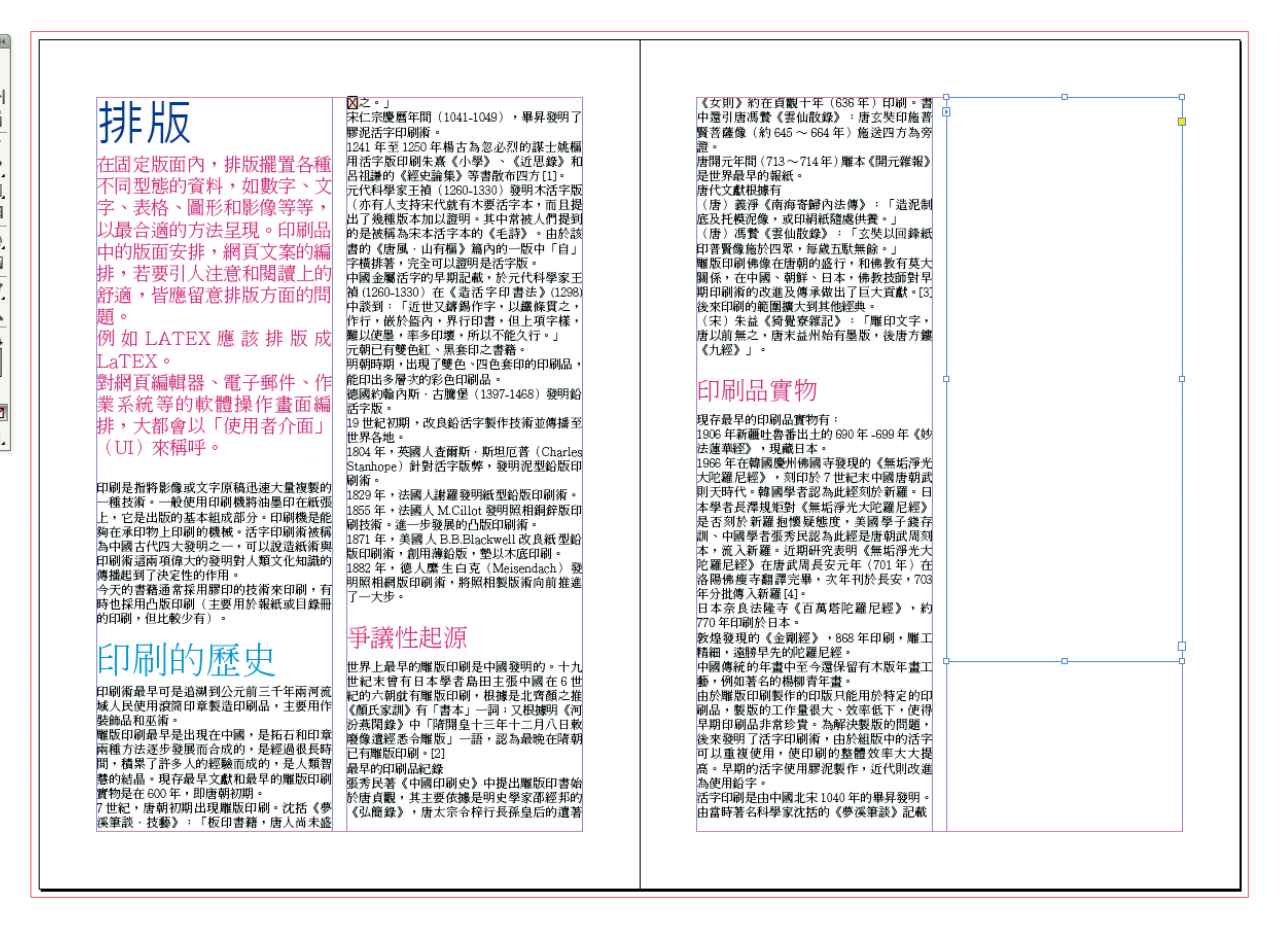 排版
在固定版面內，排版擺置各種
不同型態的資料，如數字、文
字、表格、圖形和影像等等，
以最合適的方法呈現。印刷品
中的版面安排，網頁文案的編
排，若要引人注意和閱讀上的
舒適，皆應留意排版方面的問
題。
例如 LATEX 應該排版成
LaTEX。
對網頁編輯器、電子郵件、作
業系統等的軟體操作畫面編
排，大都會以「使用者介面」
（UI）來稱呼。
印刷是指將影像或文字原稿迅速大量複製的
一種技術。一般使用印刷機將油墨印在紙張
上，它是出版的基本組成部分。印刷機是能
夠在承印物上印刷的機械。活字印刷術被稱
為中國古代四大發明之一，可以說造紙術與
印刷術這兩項偉大的發明對人類文化知識的
傳播起到了決定性的作用。
今天的書籍通常採用膠印的技術來印刷，有
時也採用凸版印刷（主要用於報紙或目錄冊
的印刷，但比較少有）。
印刷的歷史
印刷術最早可是追溯到公元前三千年兩河流
域人民使用滾筒印章製造印刷品，主要用作
裝飾品和巫術。
雕版印刷最早是出現在中國，是拓石和印章
兩種方法逐步發展而合成的，是經過很長時
間，積累了許多人的經驗而成的，是人類智
慧的結晶。現存最早文獻和最早的雕版印刷
實物是在 600 年，即唐朝初期。
7 世紀，唐朝初期出現雕版印刷。沈括《夢
溪筆談．技藝》：「板印書籍，唐人尚未盛
之。」
宋仁宗慶曆年間（1041-1049），畢昇發明了
膠泥活字印刷術。
1241 年至 1250 年楊古為忽必烈的謀士姚樞
用活字版印刷朱熹《小學》、《近思錄》和
呂祖謙的《經史論集》等書散布四方[1]。
元代科學家王禎（1260-1330）發明木活字版
（亦有人支持宋代就有木要活字本，而且提
出了幾種版本加以證明。其中常被人們提到
的是被稱為宋本活字本的《毛詩》。由於該
書的《唐風．山有樞》篇內的一版中「自」
字橫排著，完全可以證明是活字版。
中國金屬活字的早期記載，於元代科學家王
禎 (1260-1330）在《造活字印書法》(1298)
中談到：「近世又鑄錫作字，以鐵條貫之，
作行，嵌於盔內，界行印書，但上項字樣，
難以使墨，率多印壞，所以不能久行。」
元朝已有雙色紅、黑套印之書籍。
明朝時期，出現了雙色、四色套印的印刷品，
能印出多層次的彩色印刷品。
德國約翰內斯．古騰堡（1397-1468）發明鉛
活字版。
19 世紀初期，改良鉛活字製作技術並傳播至
世界各地。
1804 年，英國人查爾斯．斯坦厄普（Charles
Stanhope）針對活字版弊，發明泥型鉛版印
刷術。
1829 年，法國人謝羅發明紙型鉛版印刷術。
1855 年，法國人 M.Gillot 發明照相銅鋅版印
刷技術。進一步發展的凸版印刷術。
1871 年，美國人 B.B.Blackwell 改良紙型鉛
版印刷術，創用薄鉛版，墊以木底印刷。
1882 年，德人麿生白克（Meisendach）發
明照相網版印刷術，將照相製版術向前推進
了一大步。
爭議性起源
世界上最早的雕版印刷是中國發明的。十九
世紀末曾有日本學者島田主張中國在 6 世
紀的六朝就有雕版印刷，根據是北齊顏之推
《顏氏家訓》有「書本」一詞；又根據明《河
汾燕閑錄》中「隋開皇十三年十二月八日敕
廢像遺經悉令雕版」一語，認為最晚在隋朝
已有雕版印刷。[2]
最早的印刷品紀錄
張秀民著《中國印刷史》中提出雕版印書始
於唐貞觀，其主要依據是明史學家邵經邦的
《弘簡錄》，唐太宗令梓行長孫皇后的遺著
《女則》約在貞觀十年（636 年）印刷。書
中還引唐馮贄《雲仙散錄》：唐玄奘印施普
賢菩薩像（約 645 ～ 664 年）施送四方為旁
證。
唐開元年間（713～714年）雕本《開元雜報》
是世界最早的報紙。
唐代文獻根據有
（唐）義淨《南海寄歸內法傳》：「造泥制
底及托模泥像，或印絹紙隨處供養。」
（唐）馮贄《雲仙散錄》：「玄奘以回鋒紙
印普賢像施於四眾，每歲五馱無餘。」
雕版印刷佛像在唐朝的盛行，和佛教有莫大
關係，在中國、朝鮮、日本，佛教技師對早
期印刷術的改進及傳承做出了巨大貢獻。[3]
後來印刷的範圍擴大到其他經典。
（宋）朱益《猗覺寮雜記》：「雕印文字，
唐以前無之，唐末益州始有墨版，後唐方鏤
《九經》」。
印刷品實物
現存最早的印刷品實物有：
1906 年新疆吐魯番出土的 690 年 -699 年《妙
法蓮華經》，現藏日本。
1966 年在韓國慶州佛國寺發現的《無垢淨光
大陀羅尼經》，刻印於 7 世紀末中國唐朝武
則天時代。韓國學者認為此經刻於新羅。日
本學者長澤規矩對《無垢淨光大陀羅尼經》
是否刻於新羅抱懷疑態度，美國學子錢存
訓、中國學者張秀民認為此經是唐朝武周刻
本，流入新羅。近期研究表明《無垢淨光大
陀羅尼經》在唐武周長安元年（701 年）在
洛陽佛瘦寺翻譯完畢，次年刊於長安，703
年分批傳入新羅 [4]。
日本奈良法隆寺《百萬塔陀羅尼經》，約
770 年印刷於日本。
敦煌發現的《金剛經》，868 年印刷，雕工
精細，遠勝早先的陀羅尼經。
中國傳統的年畫中至今還保留有木版年畫工
藝，例如著名的楊柳青年畫。
由於雕版印刷製作的印版只能用於特定的印
刷品，製版的工作量很大、效率低下，使得
早期印刷品非常珍貴。為解決製版的問題，
後來發明了活字印刷術，由於組版中的活字
可以重複使用，使印刷的整體效率大大提
高。早期的活字使用膠泥製作，近代則改進
為使用鉛字。
活字印刷是由中國北宋 1040 年的畢昇發明。
由當時著名科學家沈括的《夢溪筆談》記載